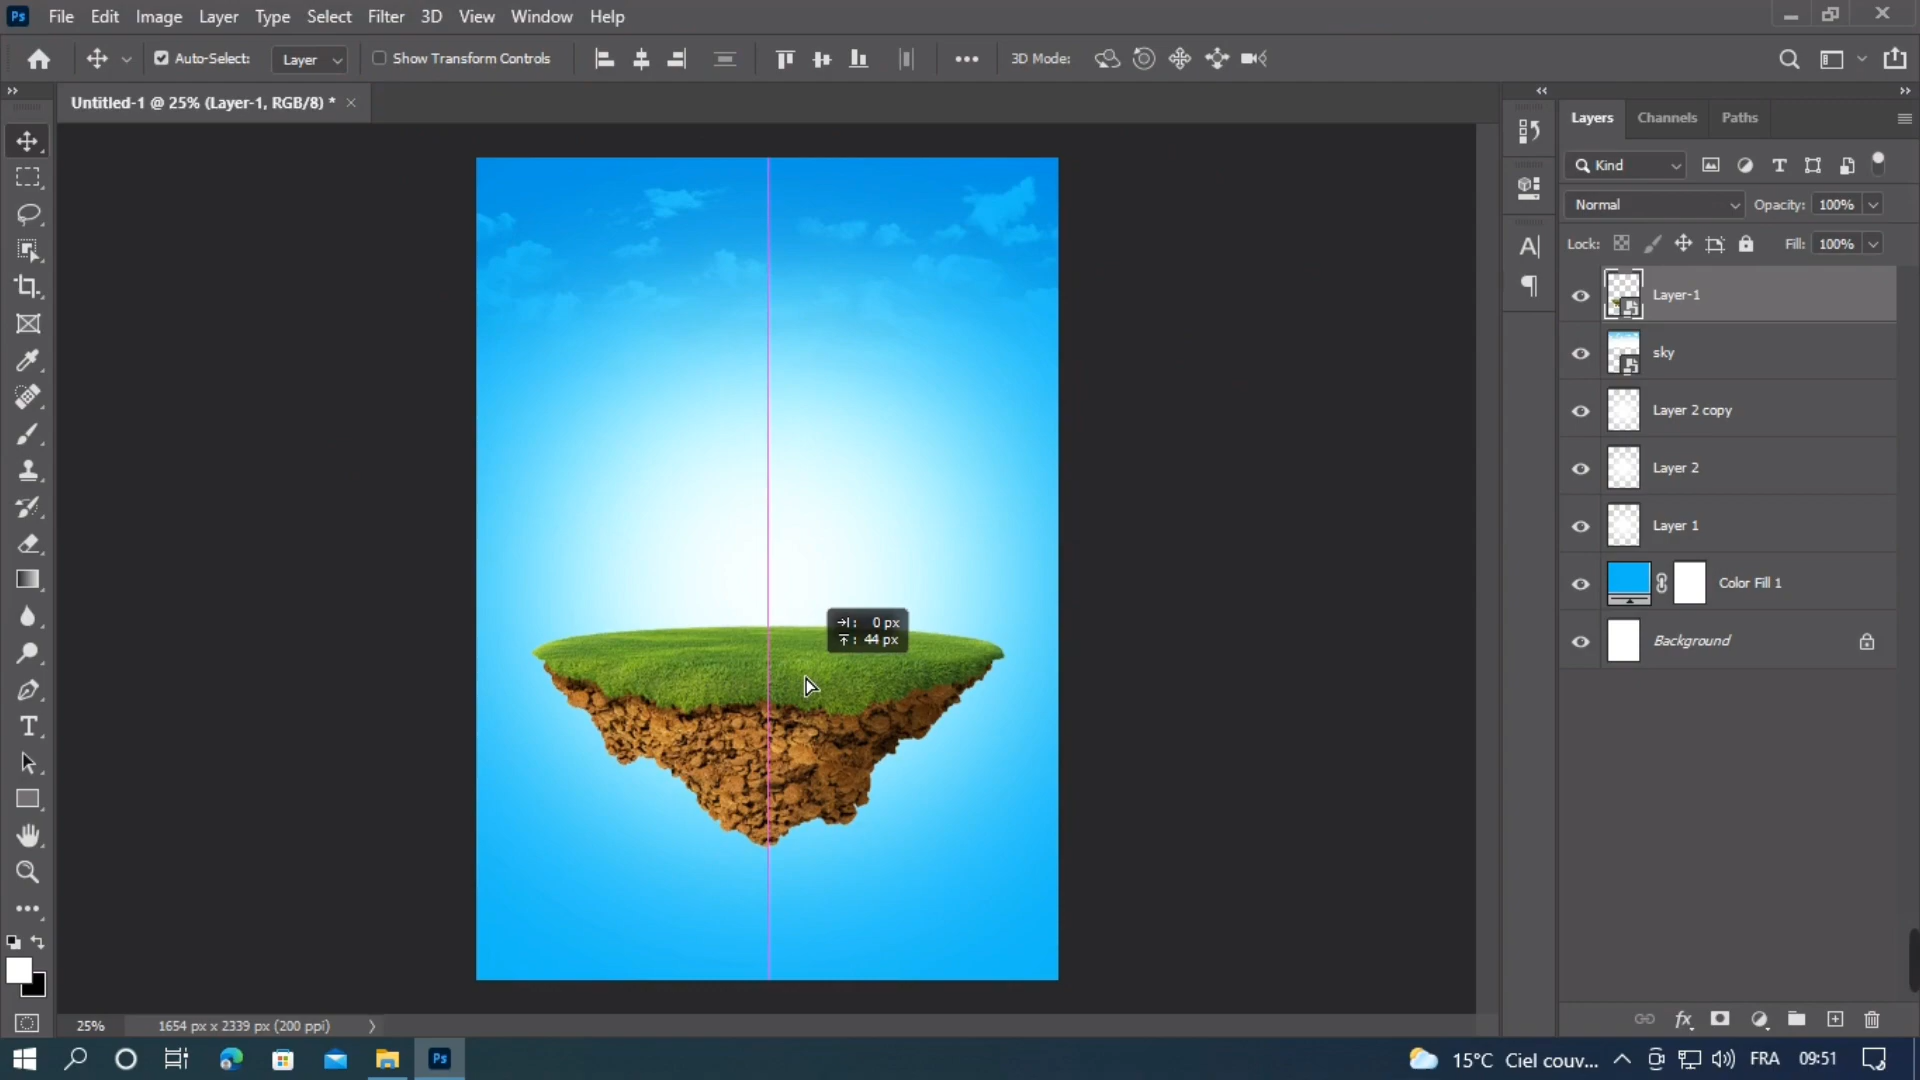 Ps File Edit Image Layer Type Select Filter 3D View Window Help
Auto-Select: Layer Show Transform Controls 3D Mode:
Untitled-1 @ 25% (Layer-1, RGB/8) *
Layers Channels Paths
Kind
Normal Opacity: 100%
Lock: Fill: 100%
Layer-1
sky
Layer 2 copy
Layer 2
Layer 1
Color Fill 1
Background
0 px
44 px
25% 1654 px x 2339 px (200 ppi)
Ps 15°C Ciel couv... FRA 09:51